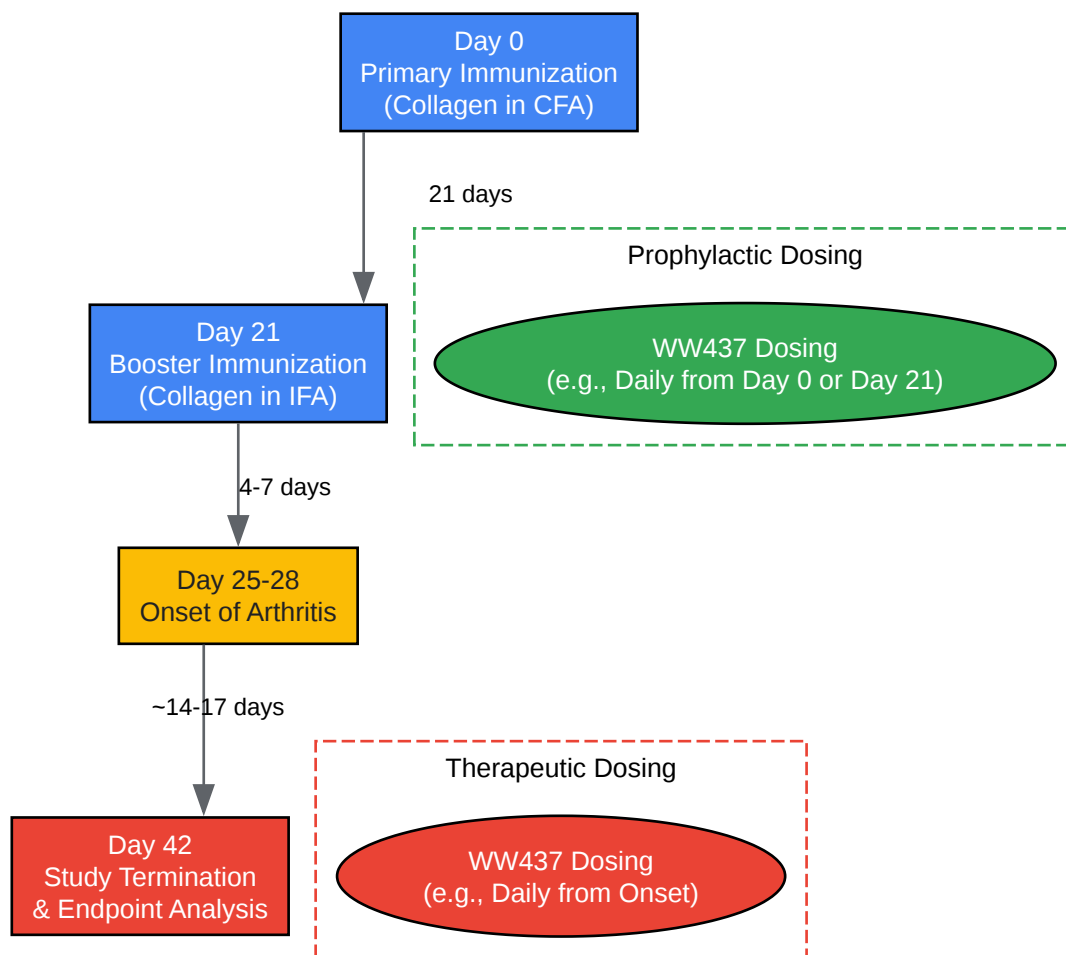 Day 0
Primary Immunization
(Collagen in CFA)
21 days
Prophylactic Dosing
Day 21
Booster Immunization
(Collagen in IFA)
WW437 Dosing
(e.g., Daily from Day 0 or Day 21)
4-7 days
Day 25-28
Onset of Arthritis
~14-17 days
Therapeutic Dosing
Day 42
Study Termination
& Endpoint Analysis
WW437 Dosing
(e.g., Daily from Onset)